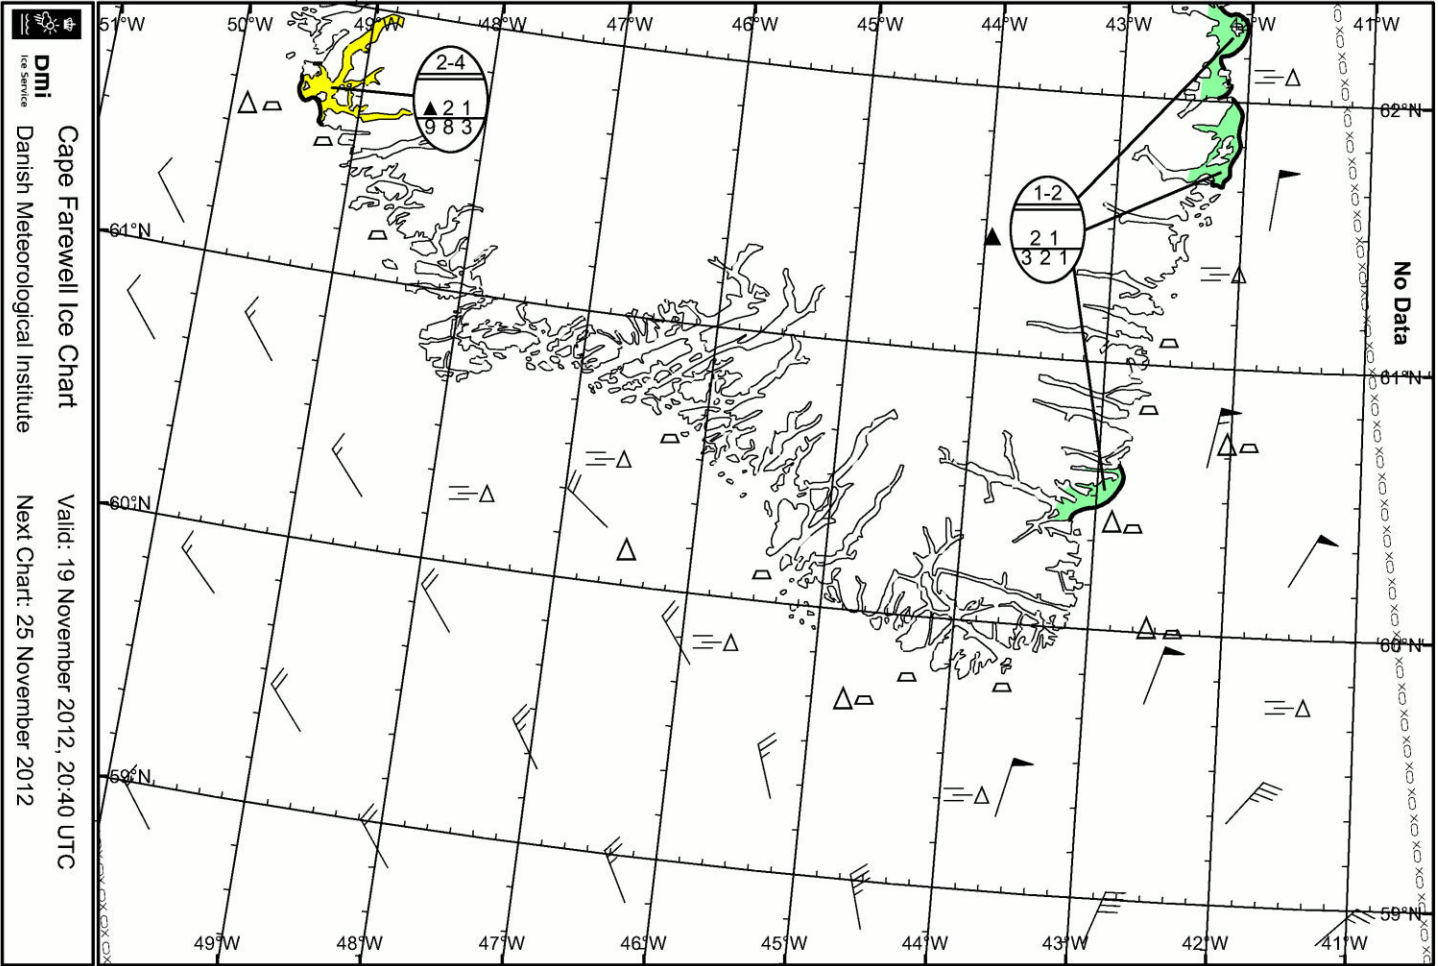 51°W 50°W 49°W 48°W 47°W 46°W 45°W 44°W 43°W 42°W 41°W
2-4
▲ 2 1
9 8 3
1-2
2 1
3 2 1
62°N
61°N
61°N
60°N
60°N
59°N
59°N
No Data
49°W 48°W 47°W 46°W 45°W 44°W 43°W 42°W 41°W
DMI
Ice Service
Cape Farewell Ice Chart
Danish Meteorological Institute
Valid: 19 November 2012, 20:40 UTC
Next Chart: 25 November 2012